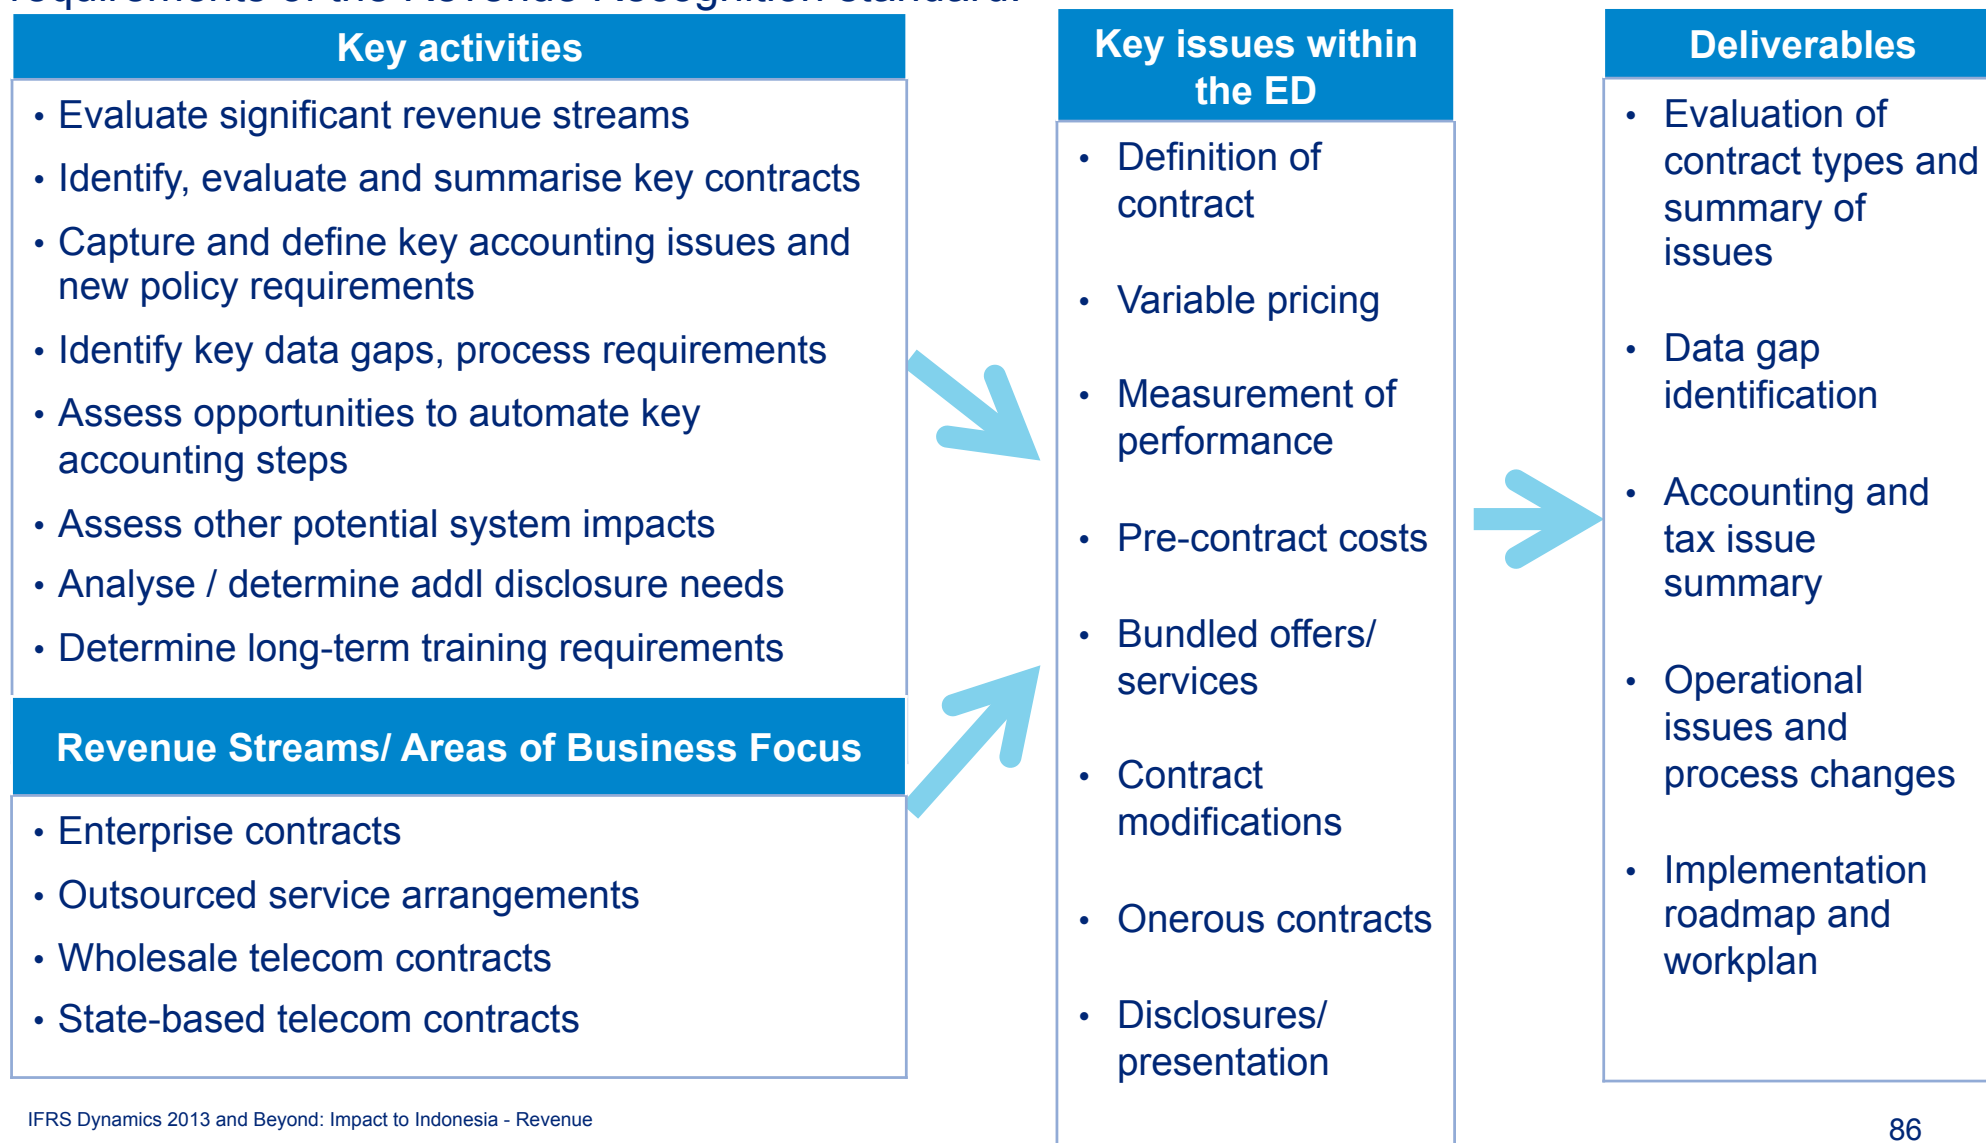 requirements of the Revenue Recognition standard.
Key activities
• Evaluate significant revenue streams
• Identify, evaluate and summarise key contracts
• Capture and define key accounting issues and
new policy requirements
• Identify key data gaps, process requirements
• Assess opportunities to automate key
accounting steps
• Assess other potential system impacts
• Analyse / determine addl disclosure needs
• Determine long-term training requirements
Revenue Streams/ Areas of Business Focus
• Enterprise contracts
• Outsourced service arrangements
• Wholesale telecom contracts
• State-based telecom contracts
Key issues within
the ED
• Definition of
contract
• Variable pricing
• Measurement of
performance
• Pre-contract costs
• Bundled offers/
services
• Contract
modifications
• Onerous contracts
• Disclosures/
presentation
Deliverables
• Evaluation of
contract types and
summary of
issues
• Data gap
identification
• Accounting and
tax issue
summary
• Operational
issues and
process changes
• Implementation
roadmap and
workplan
IFRS Dynamics 2013 and Beyond: Impact to Indonesia - Revenue
86